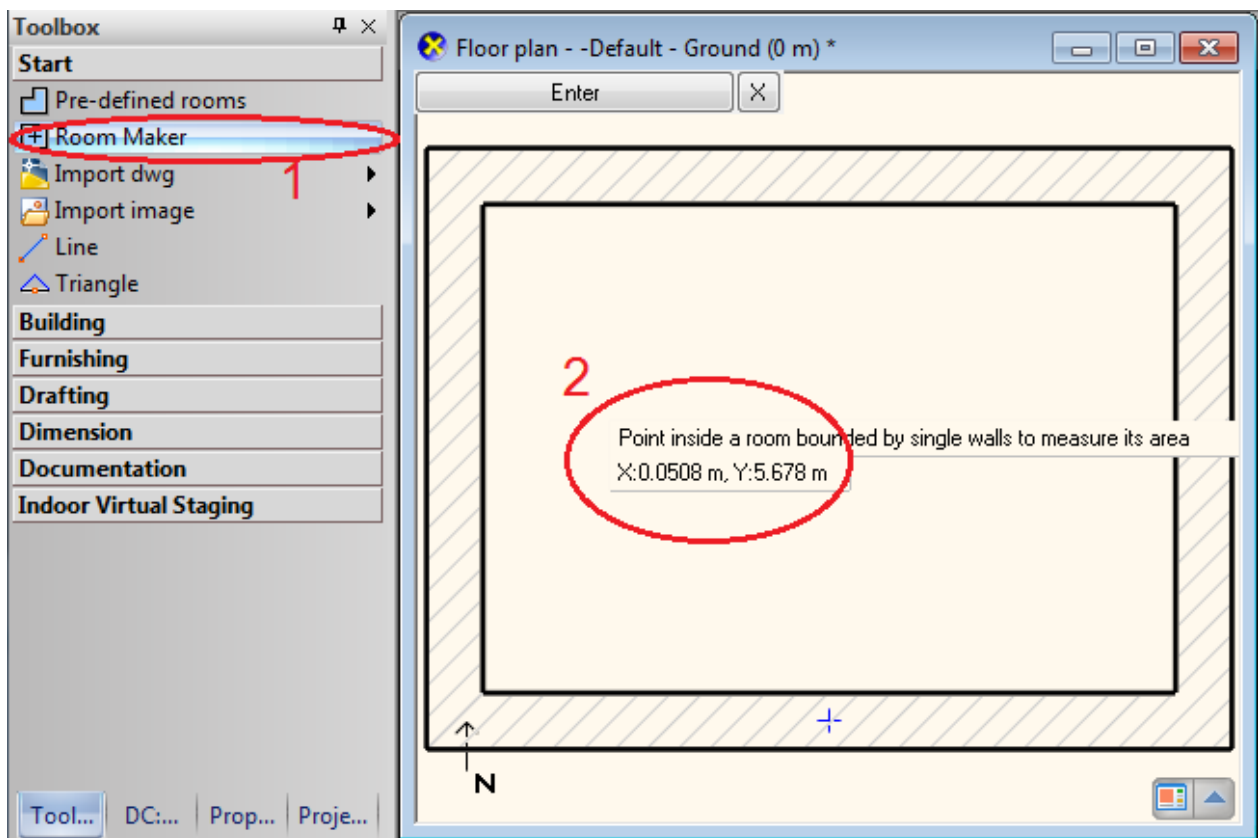 Toolbox
Start
Pre-defined rooms
Room Maker
1
Import dwg
Import image
Line
Triangle
Building
Furnishing
Drafting
Dimension
Documentation
Indoor Virtual Staging
Tool...
DC:...
Prop...
Proje...
Floor plan - -Default - Ground (0 m) *
Enter
X
2
Point inside a room bounded by single walls to measure its area
X:0.0508 m, Y:5.678 m
N